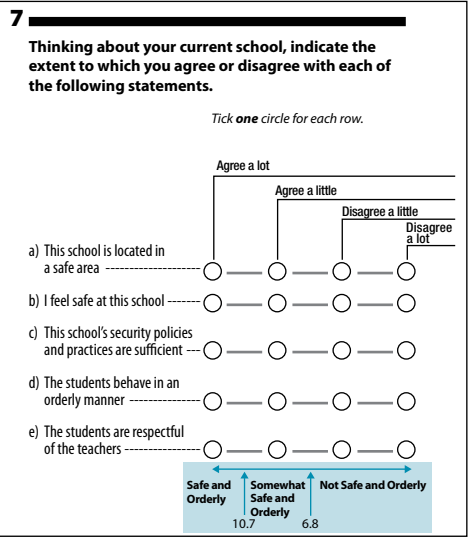 7
Thinking about your current school, indicate the
extent to which you agree or disagree with each of
the following statements.
Tick one circle for each row.
Agree a lot
Agree a little
Disagree a little
Disagree
a lot
a) This school is located in
a safe area
b) I feel safe at this school
c) This school's security policies
and practices are sufficient
d) The students behave in an
orderly manner
e) The students are respectful
of the teachers
Safe and
Orderly
Somewhat
Safe and
Orderly
Not Safe and Orderly
10.7
6.8